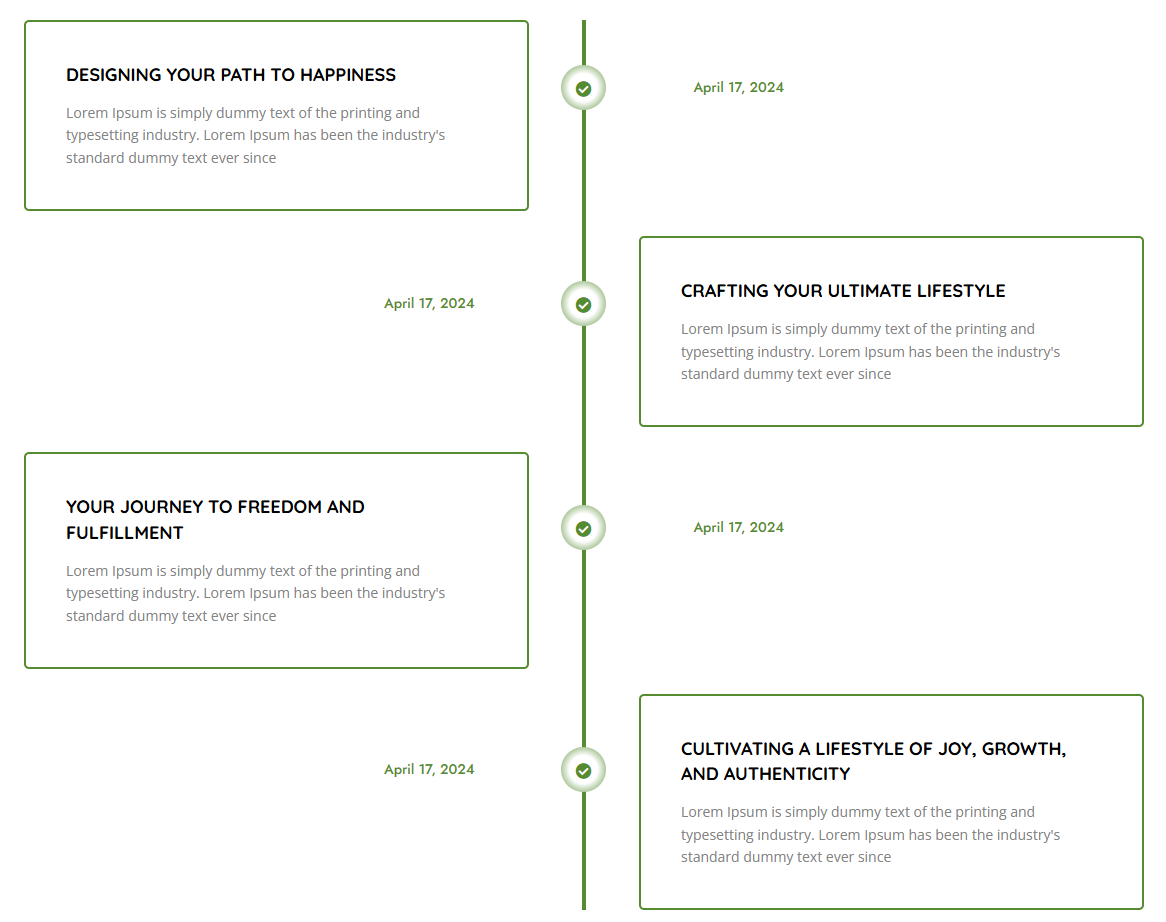 DESIGNING YOUR PATH TO HAPPINESS
Lorem Ipsum is simply dummy text of the printing and
typesetting industry. Lorem Ipsum has been the industry's
standard dummy text ever since
April 17, 2024
April 17, 2024
CRAFTING YOUR ULTIMATE LIFESTYLE
Lorem Ipsum is simply dummy text of the printing and
typesetting industry. Lorem Ipsum has been the industry's
standard dummy text ever since
YOUR JOURNEY TO FREEDOM AND
FULFILLMENT
Lorem Ipsum is simply dummy text of the printing and
typesetting industry. Lorem Ipsum has been the industry's
standard dummy text ever since
April 17, 2024
April 17, 2024
CULTIVATING A LIFESTYLE OF JOY, GROWTH,
AND AUTHENTICITY
Lorem Ipsum is simply dummy text of the printing and
typesetting industry. Lorem Ipsum has been the industry's
standard dummy text ever since